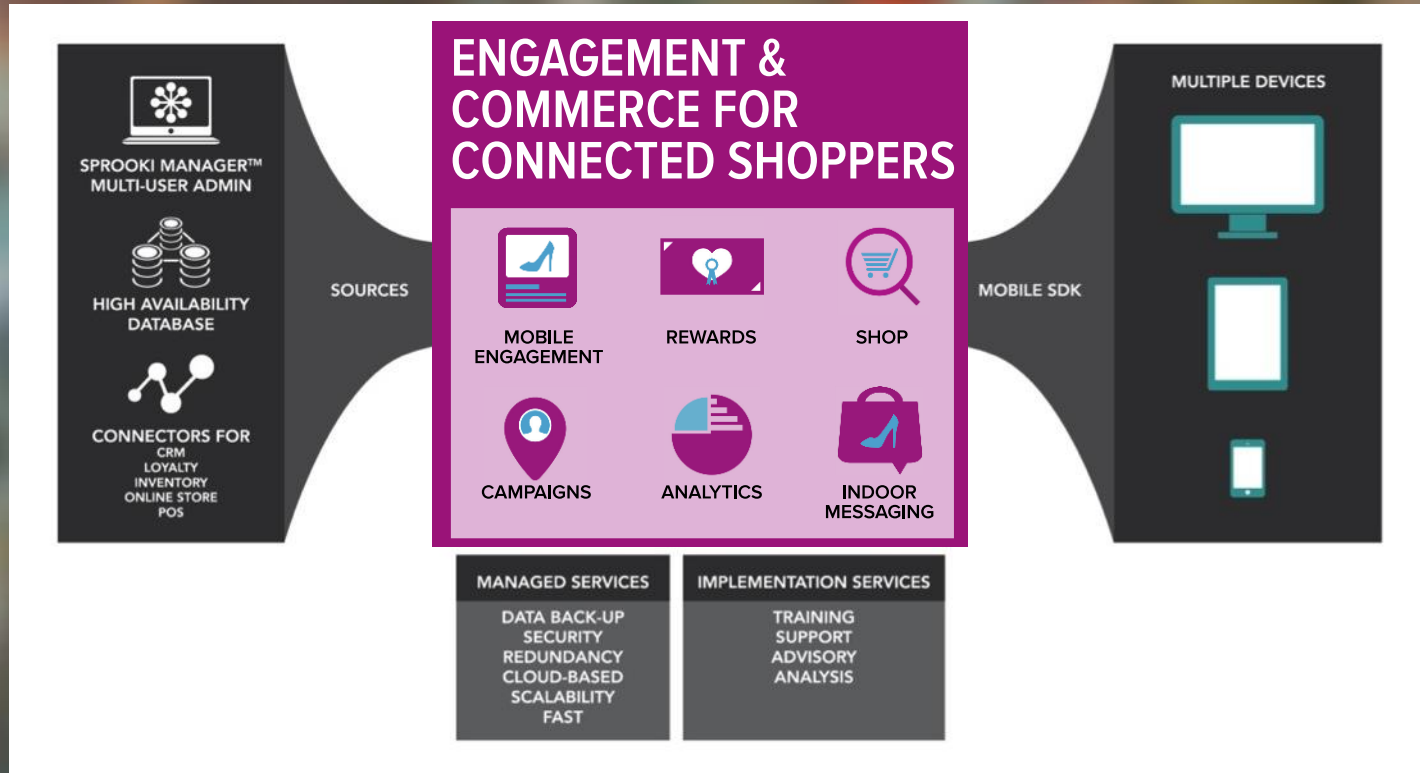 SPROOKI MANAGER™
MULTI-USER ADMIN
HIGH AVAILABILITY
DATABASE
CONNECTORS FOR
CRM
LOYALTY
INVENTORY
ONLINE STORE
POS
SOURCES
ENGAGEMENT &
COMMERCE FOR
CONNECTED SHOPPERS
MOBILE
ENGAGEMENT
REWARDS
SHOP
CAMPAIGNS
ANALYTICS
INDOOR
MESSAGING
MOBILE SDK
MULTIPLE DEVICES
MANAGED SERVICES
DATA BACK-UP
SECURITY
REDUNDANCY
CLOUD-BASED
SCALABILITY
FAST
IMPLEMENTATION SERVICES
TRAINING
SUPPORT
ADVISORY
ANALYSIS